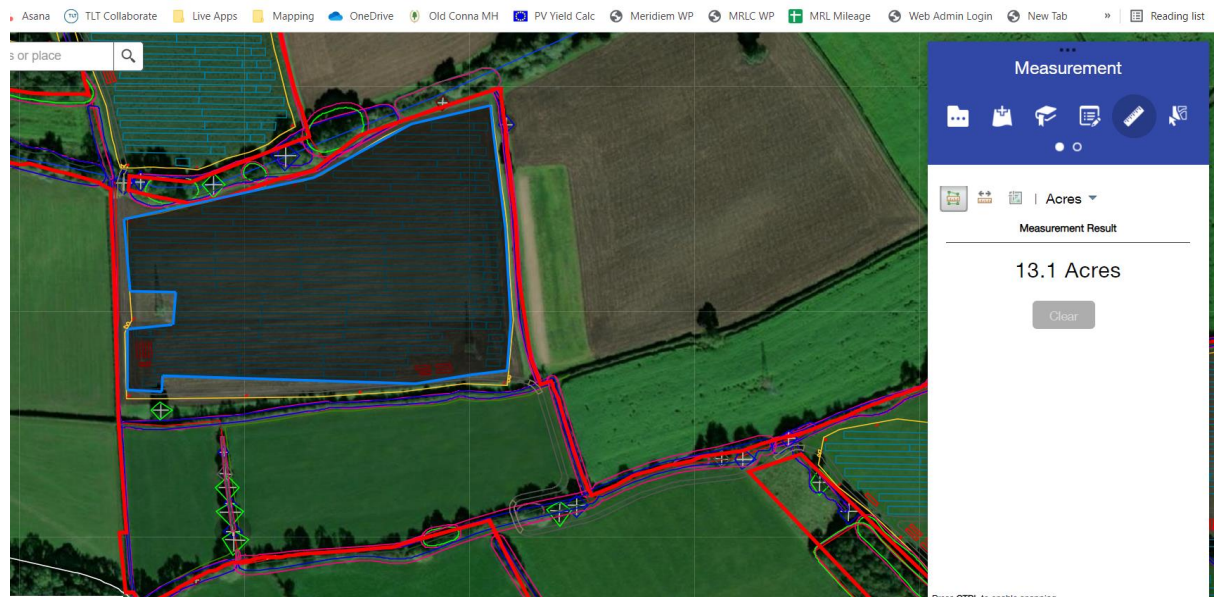 Asana TLT Collaborate Live Apps Mapping OneDrive Old Conna MH PV Yield Calc Meridiem WP MRLC WP MRL Mileage Web Admin Login New Tab » Reading list
s or place
Measurement
Acres
Measurement Result
13.1 Acres
Clear